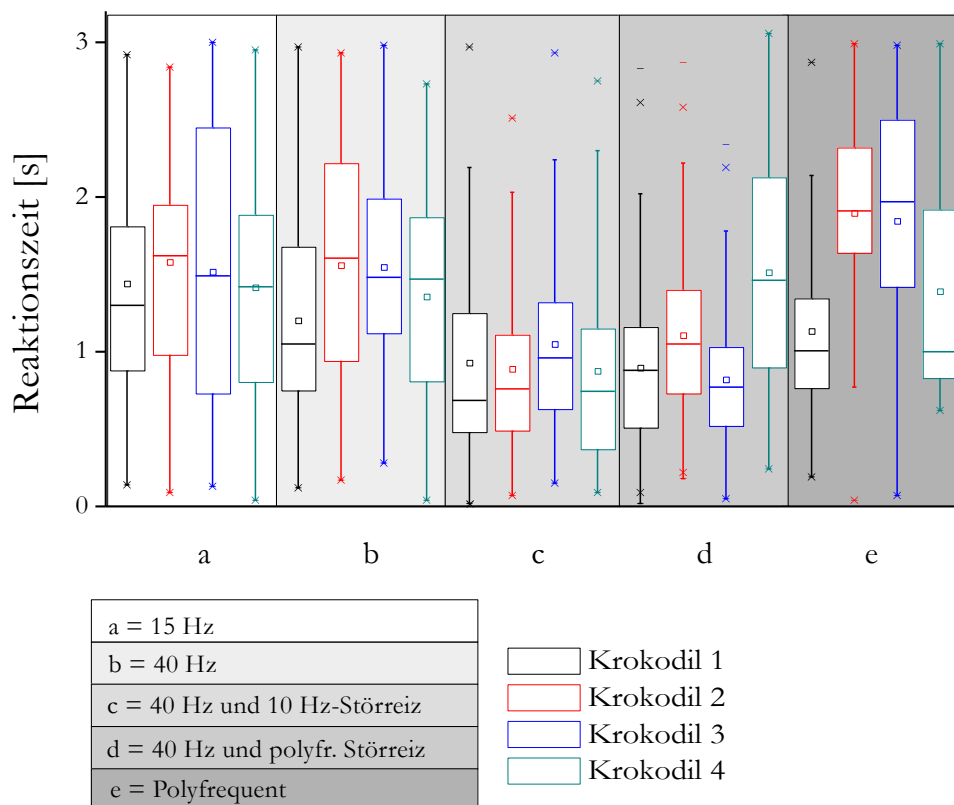 3
2
1
0
Reaktionszeit [s]
a b c d e
a = 15 Hz
b = 40 Hz
c = 40 Hz und 10 Hz-Störreiz
d = 40 Hz und polyfr. Störreiz
e = Polyfrequent
Krokodil 1
Krokodil 2
Krokodil 3
Krokodil 4